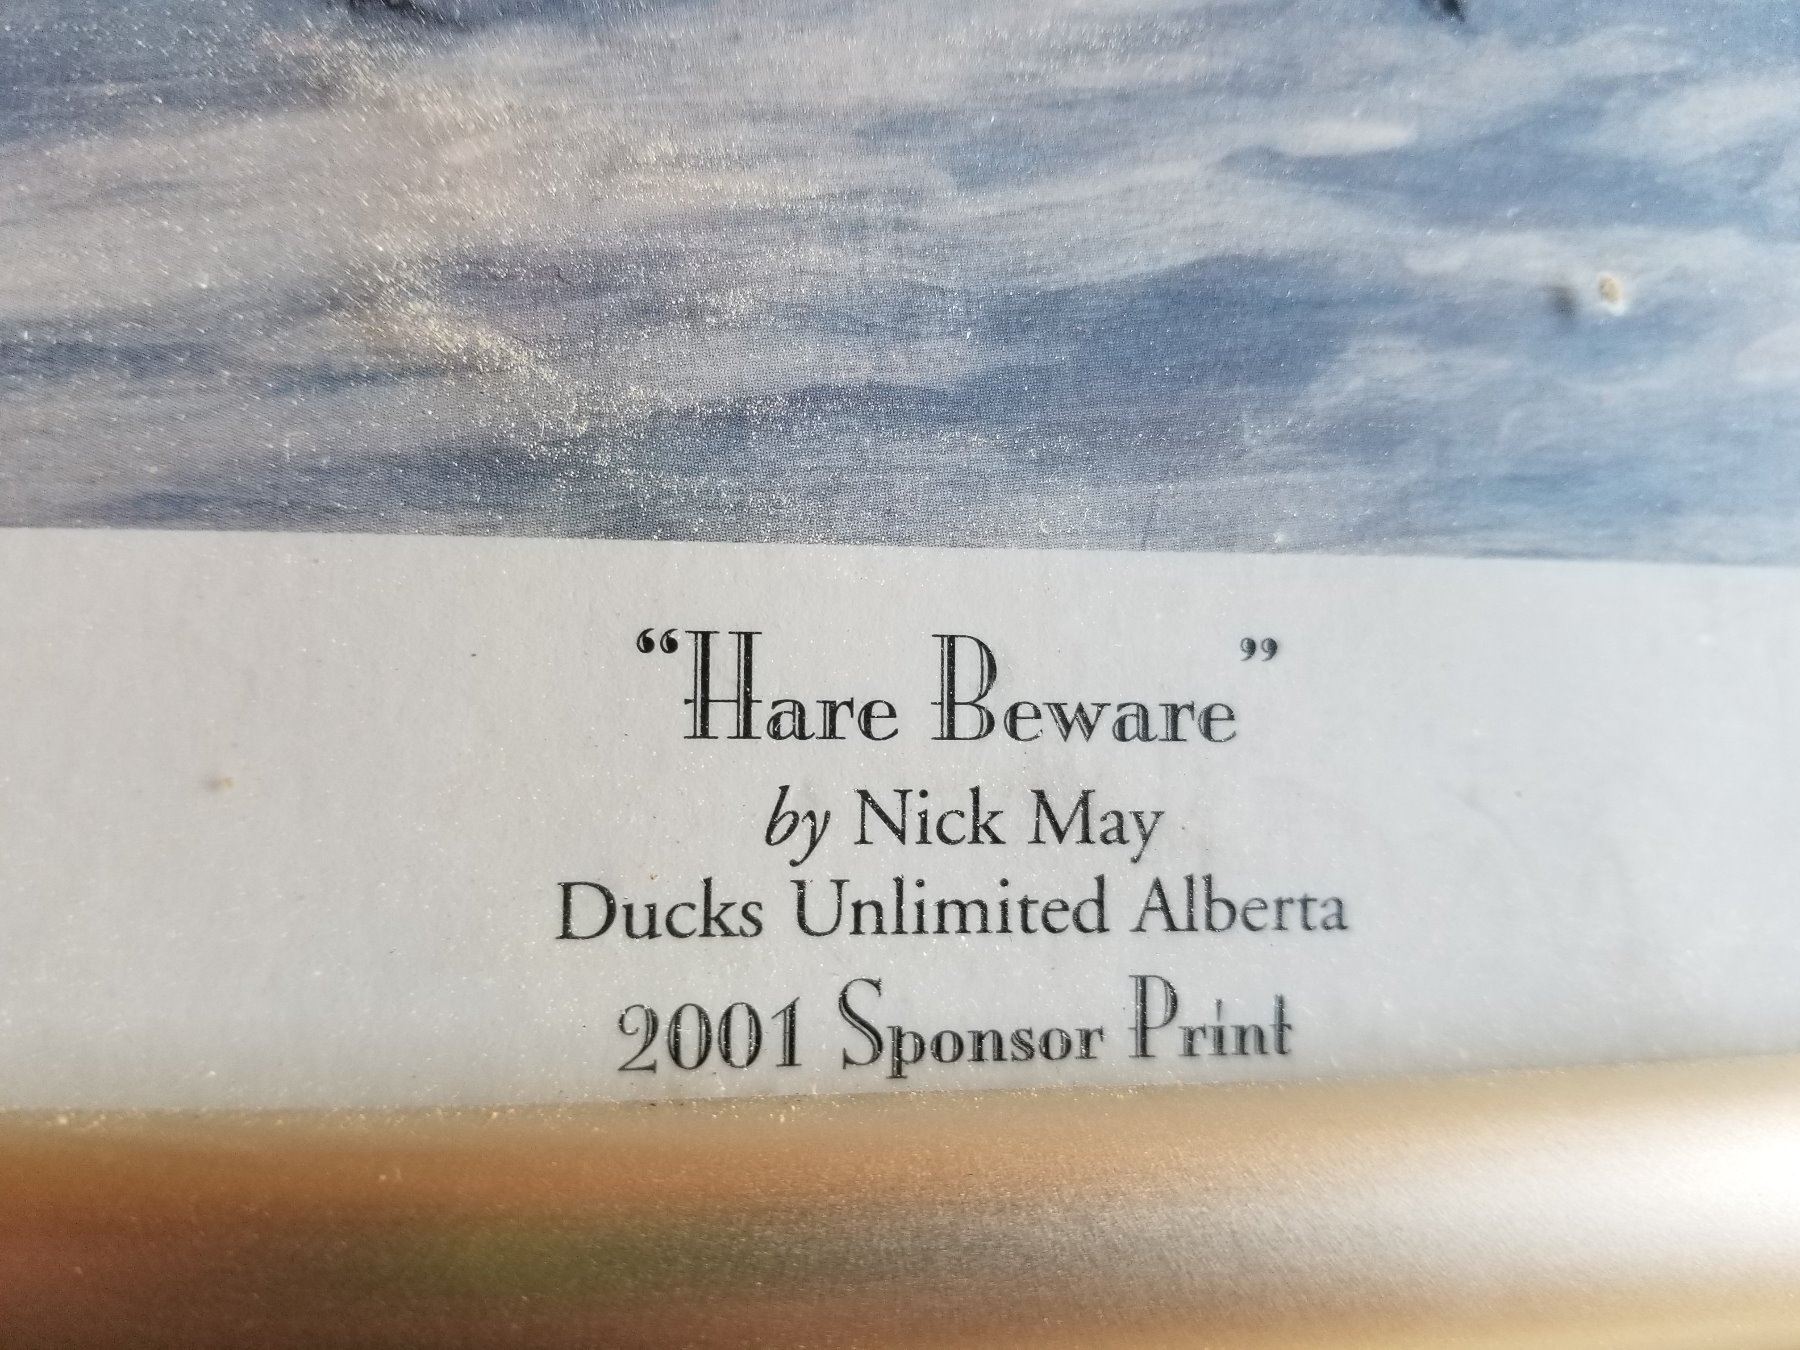 “Hare Beware”
by Nick May
Ducks Unlimited Alberta
2001 Sponsor Print